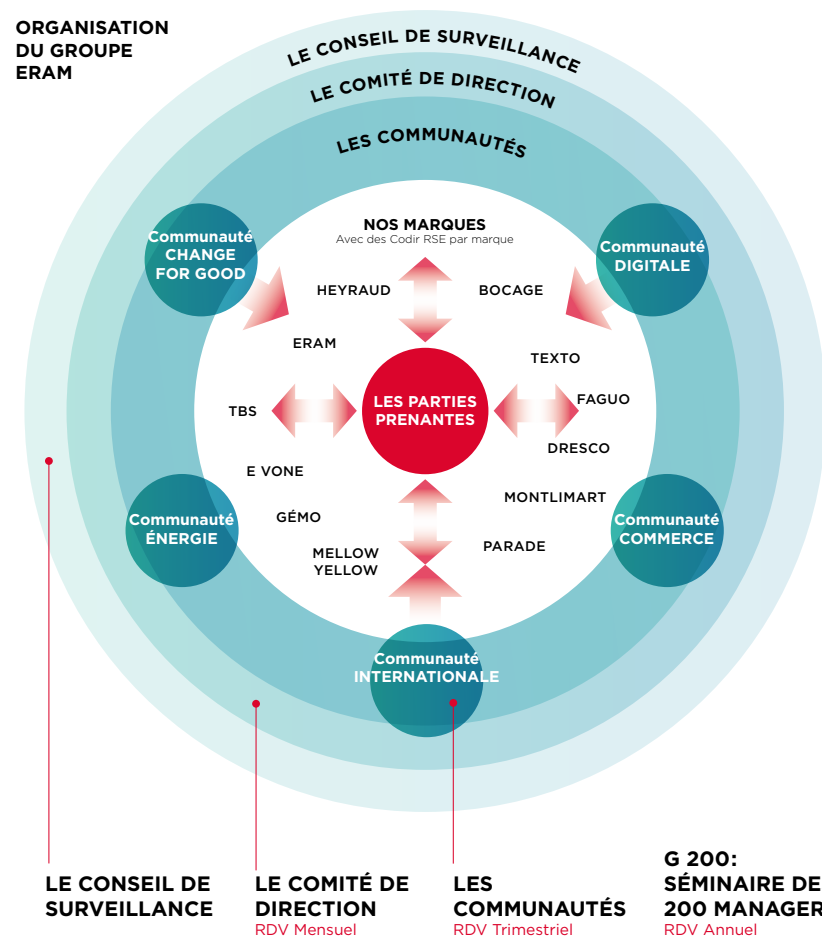 ORGANISATION
DU GROUPE
ERAM
LE CONSEIL DE SURVEILLANCE
LE COMITÉ DE DIRECTION
LES COMMUNAUTÉS
NOS MARQUES
Avec des Codir RSE par marque
Communauté
CHANGE
FOR GOOD
Communauté
DIGITALE
HEYRAUD
BOCAGE
ERAM
TEXTO
LES PARTIES
PRENANTES
TBS
FAGUO
DRESCO
E VONE
MONTLIMART
GÉMO
PARADE
MELLOW
YELLOW
Communauté
ÉNERGIE
Communauté
COMMERCE
Communauté
INTERNATIONALE
LE CONSEIL DE
SURVEILLANCE
LE COMITÉ DE
DIRECTION
RDV Mensuel
LES
COMMUNAUTÉS
RDV Trimestriel
G 200:
SÉMINAIRE DE
200 MANAGER
RDV Annuel